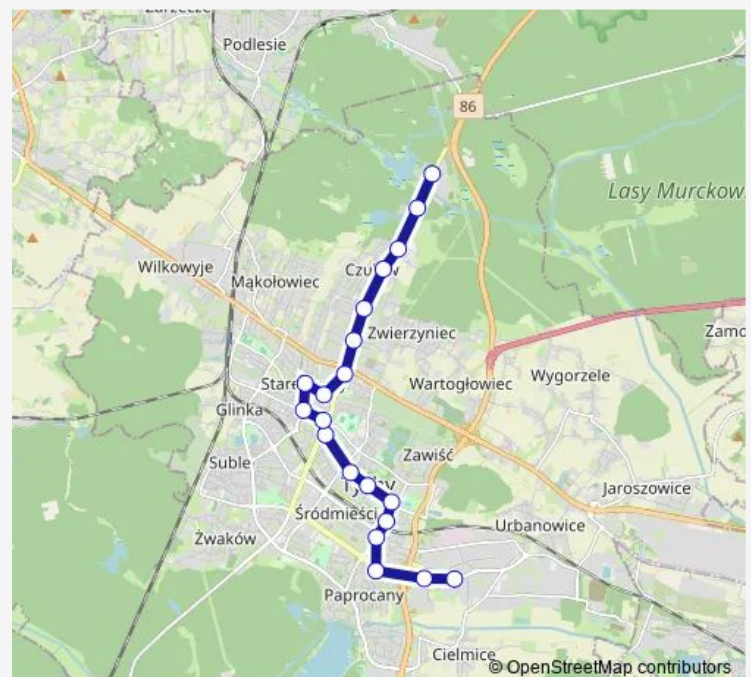 Podlesie
86
Lasy Murckow
Wilkowyje
Mąkołowiec
Zwierzyniec
Wartogłowiec
Wygorzele
Glinka
Zawiść
Suble
Jaroszowice
Śródmieści
Urbanowice
Żwaków
Paprocany
Cielmice
© OpenStreetMap contributors